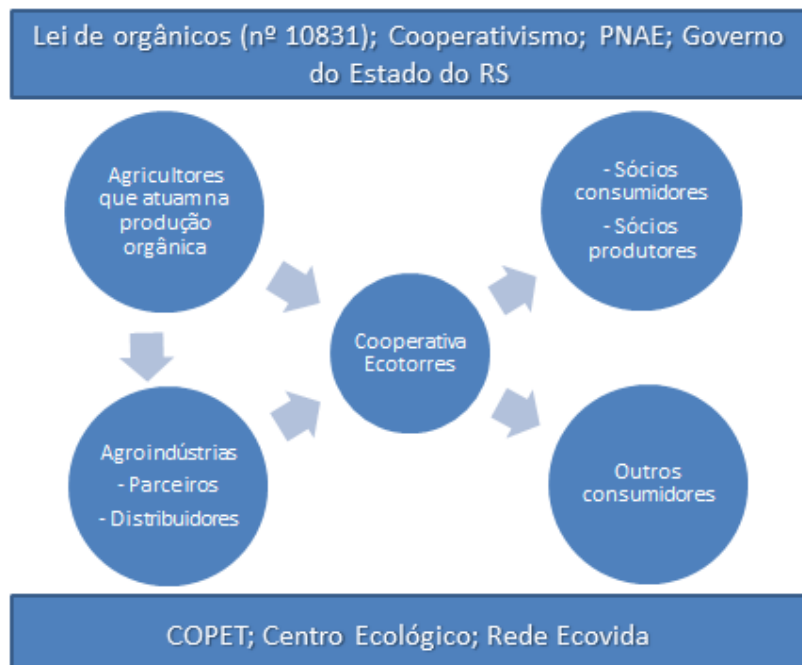 Lei de orgânicos (nº 10831); Cooperativismo; PNAE; Governo
do Estado do RS
Agricultores
que atuam na
produção
orgânica
- Sócios
consumidores
- Sócios
produtores
Cooperativa
Ecotorres
Agroindústrias
- Parceiros
- Distribuidores
Outros
consumidores
COPET; Centro Ecológico; Rede Ecovida